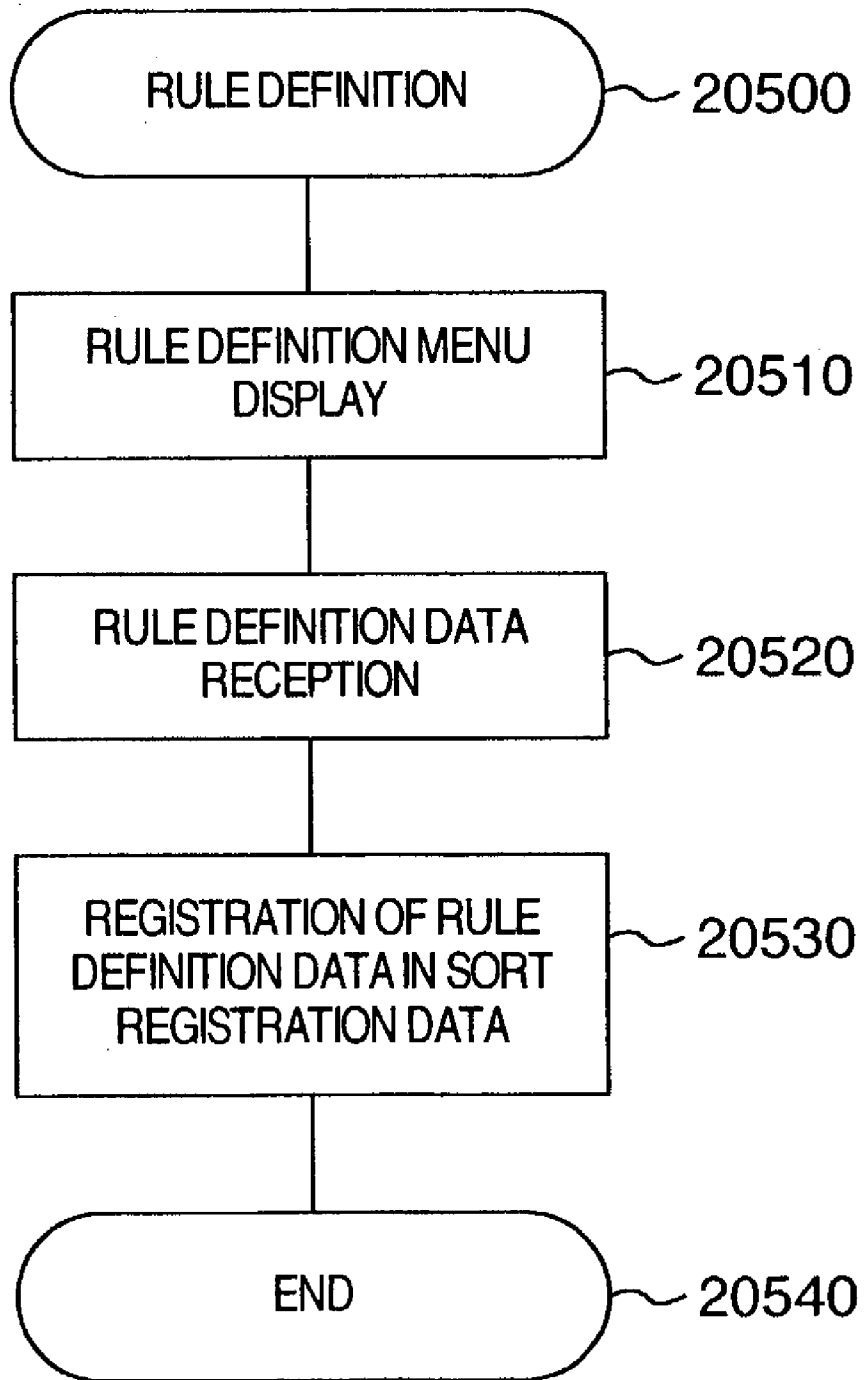 RULE DEFINITION
20500
RULE DEFINITION MENU
DISPLAY
20510
RULE DEFINITION DATA
RECEPTION
20520
REGISTRATION OF RULE
DEFINITION DATA IN SORT
REGISTRATION DATA
20530
END
20540